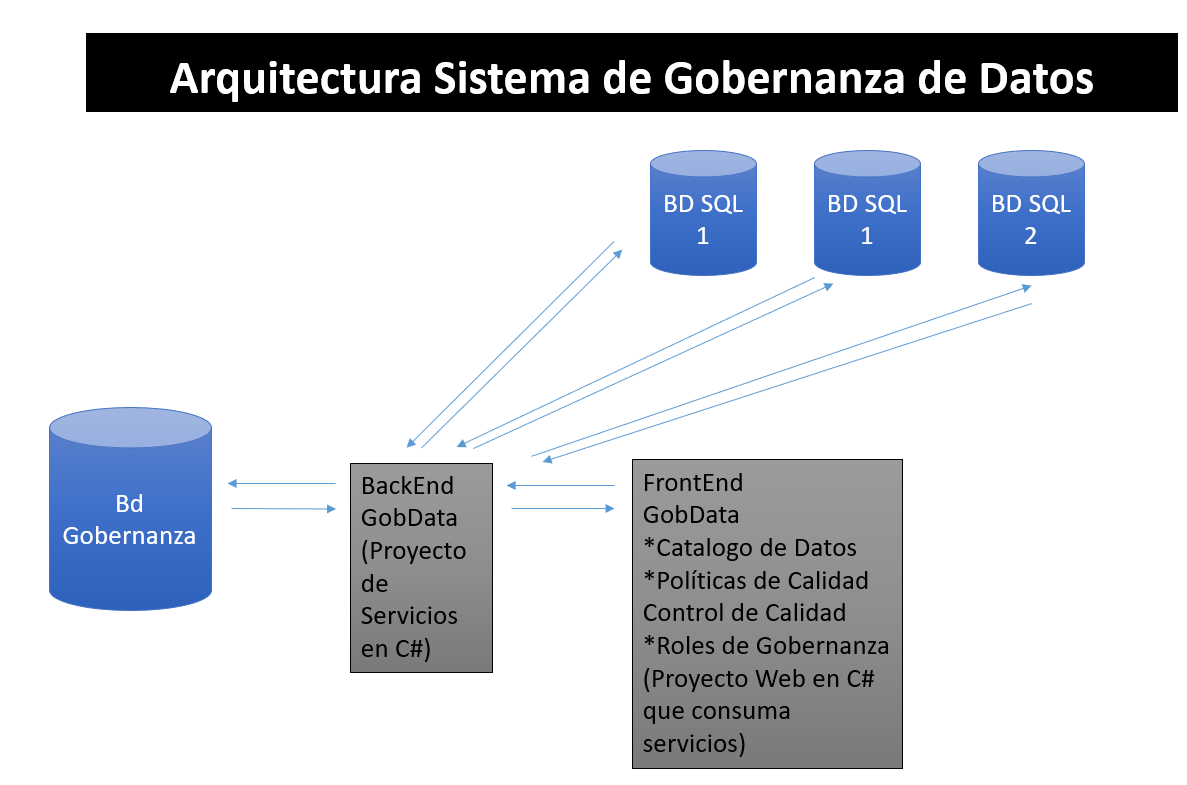 Arquitectura Sistema de Gobernanza de Datos
BD SQL
1
BD SQL
1
BD SQL
2
Bd
Gobernanza
BackEnd
GobData
(Proyecto
de
Servicios
en C#)
FrontEnd
GobData
*Catalogo de Datos
*Políticas de Calidad
Control de Calidad
*Roles de Gobernanza
(Proyecto Web en C#
que consuma
servicios)